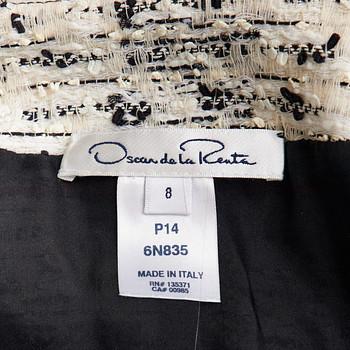 Oscar de la Renta
8
P14
6N835
MADE IN ITALY
RN# 135371
CA# 00985